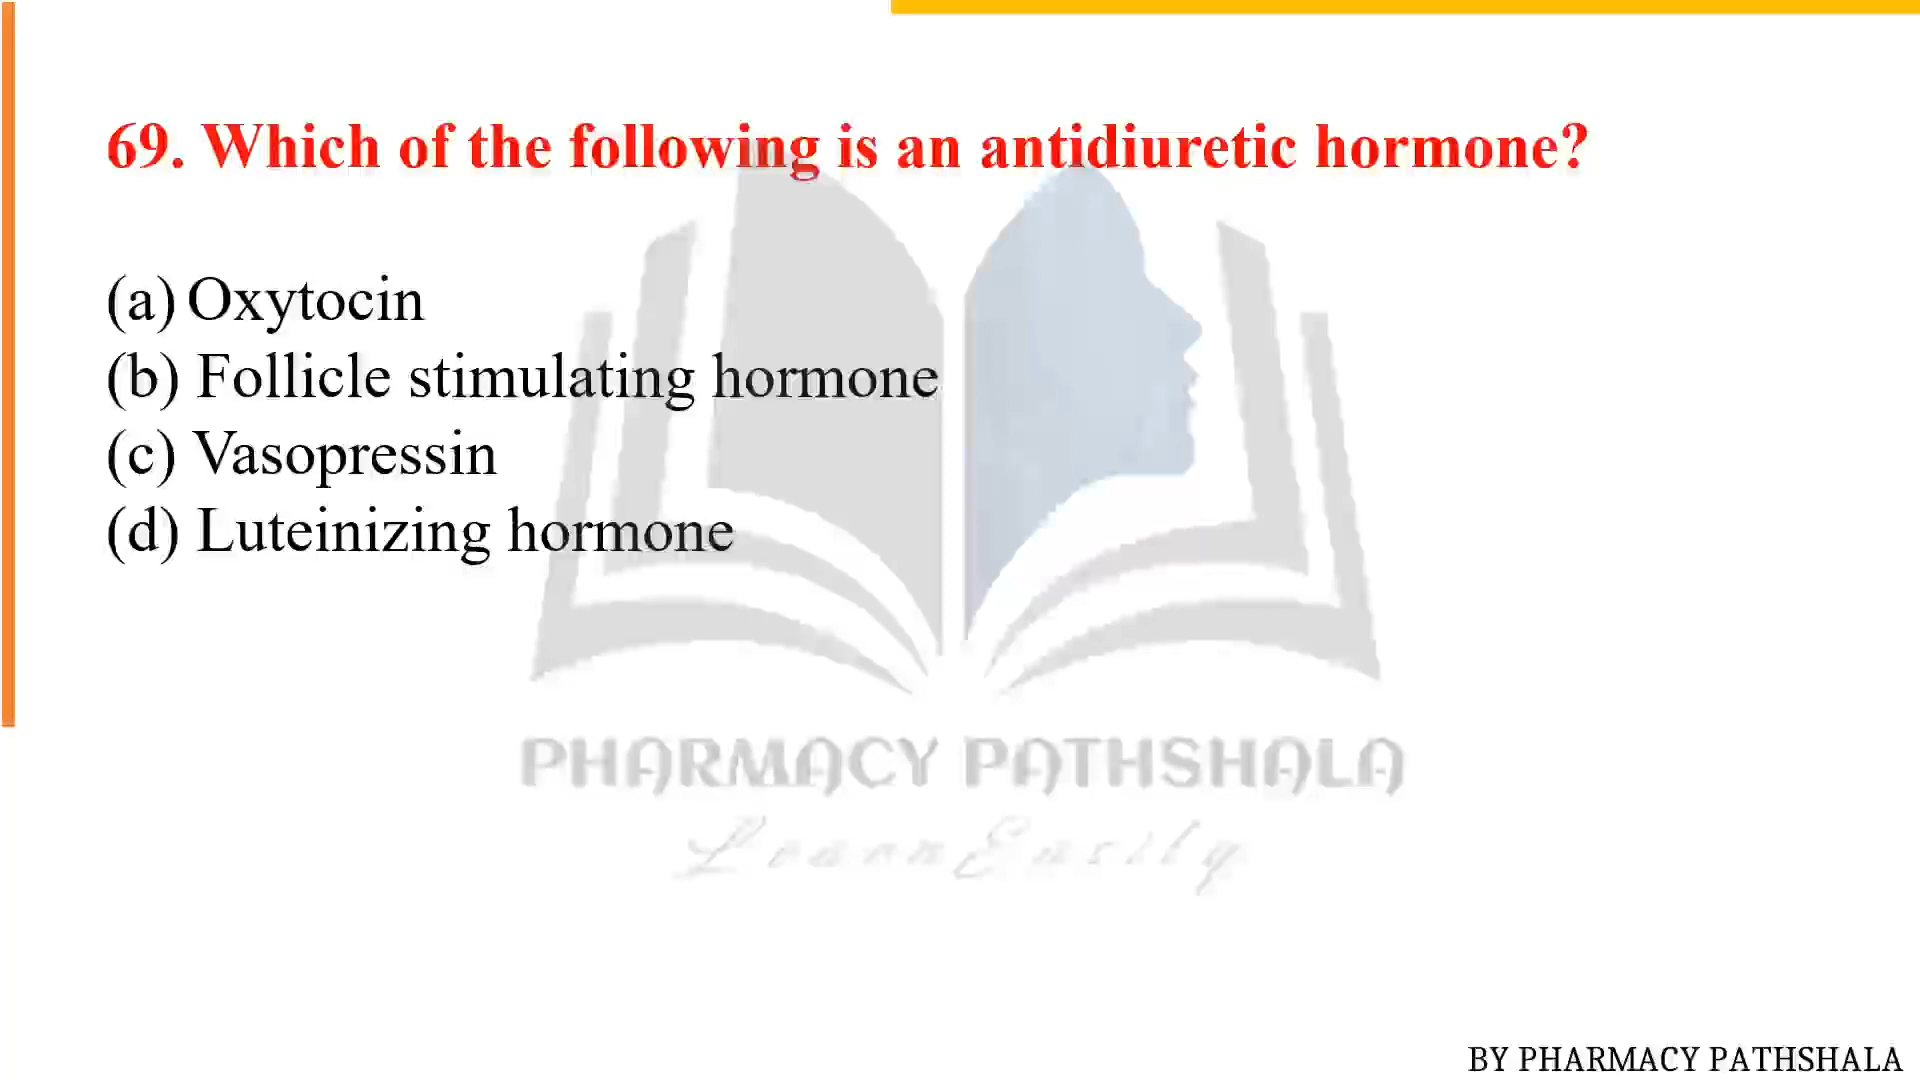 69. Which of the following is an antidiuretic hormone?
(a) Oxytocin
(b) Follicle stimulating hormone
(c) Vasopressin
(d) Luteinizing hormone
PHARMACY PATHSHALA
Learn Easily
BY PHARMACY PATHSHALA